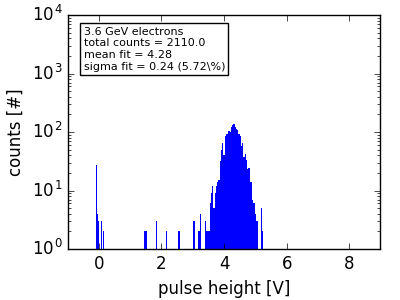 10^4
3.6 GeV electrons
total counts = 2110.0
mean fit = 4.28
sigma fit = 0.24 (5.72\%)
10^3
counts [#]
10^2
10^1
10^0
0 2 4 6 8
pulse height [V]